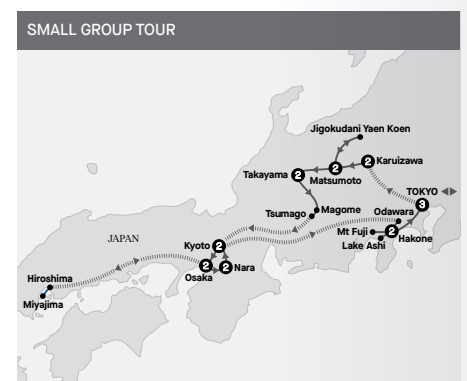 SMALL GROUP TOUR
Jigokudani Yaen Koen
Takayama 2
2
Matsumoto
2 Karuizawa
TOKYO
3
Tsumago
Magome
Odawara
Mt Fuji
2 Hakone
Lake Ashi
JAPAN
Kyoto 2
2
Osaka
2 Nara
Hiroshima
Miyajima